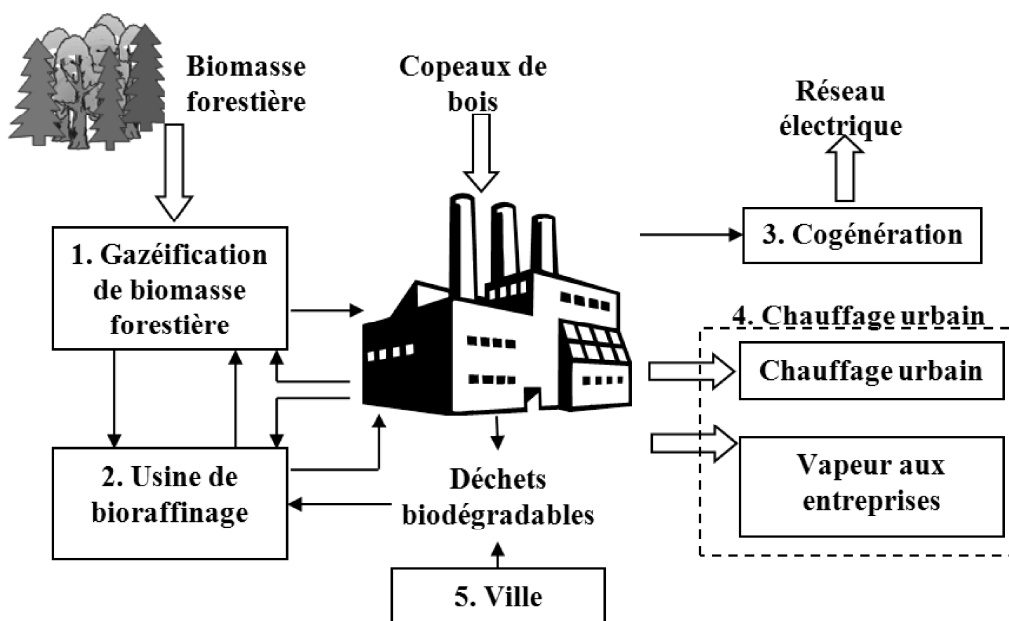 Biomasse
forestière
Copeaux de
bois
Réseau
électrique
1. Gazéification
de biomasse
forestière
3. Cogénération
4. Chauffage urbain
Chauffage urbain
Vapeur aux
entreprises
2. Usine de
bioraffinage
Déchets
biodégradables
5. Ville